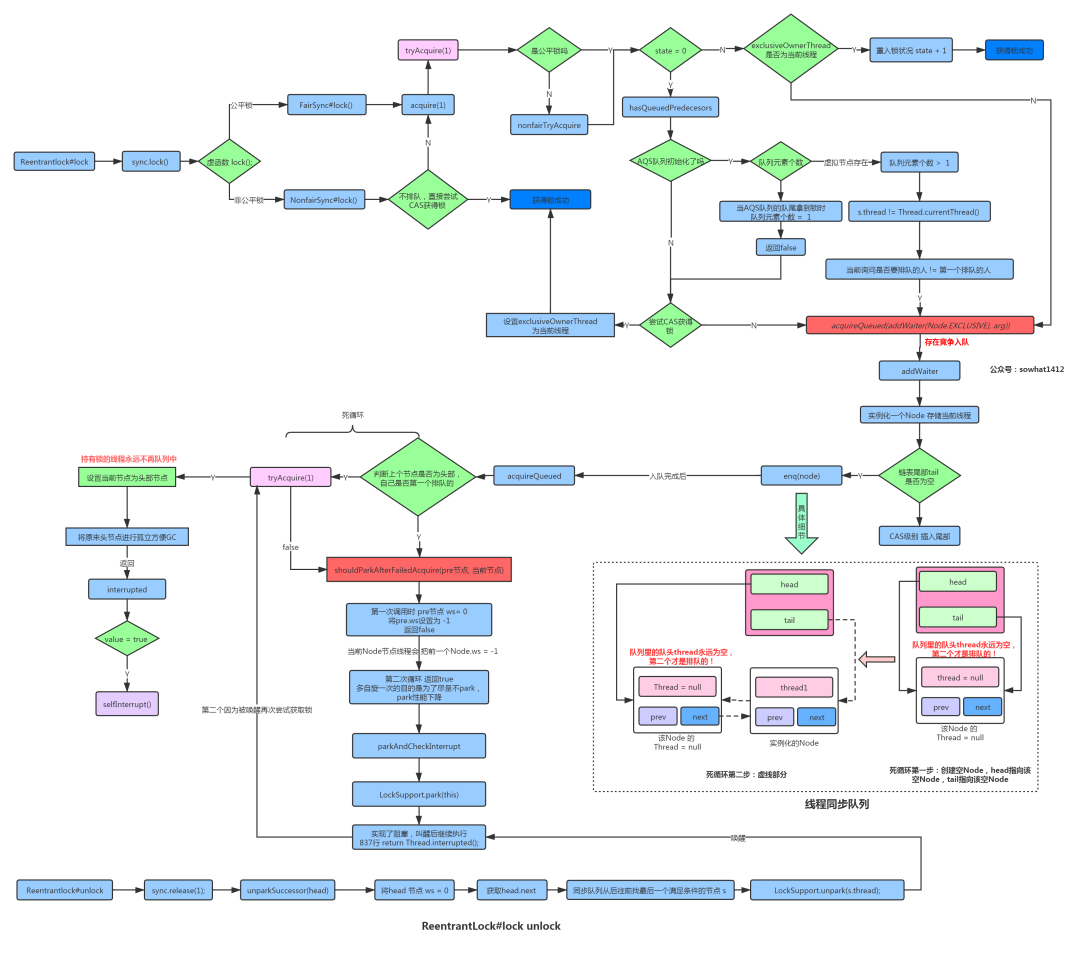 Reentrantlock#lock
sync.lock()
虚函数 lock();
公平锁
FairSync#lock()
acquire(1)
tryAcquire(1)
非公平锁
NonfairSync#lock()
不排队，直接尝试
CAS获得锁
N
Y
获得锁成功
是公平锁吗
Y
N
nonfairTryAcquire
state = 0
N
Y
exclusiveOwnerThread
是否为当前线程
Y
重入锁状况 state + 1
获得锁成功
N
hasQueuedPredecesors
AQS队列初始化了吗
Y
N
队列元素个数
虚拟节点存在
队列元素个数 > 1
当AQS队列的队尾拿到锁时
队列元素个数 = 1
返回false
s.thread != Thread.currentThread()
当前询问是否要排队的人 != 第一个排队的人
Y
尝试CAS获得
锁
Y
N
设置exclusiveOwnerThread
为当前线程
acquireQueued(addWaiter(Node.EXCLUSIVE), arg))
存在竟争入队
addWaiter
公众号：sowhat1412
实例化一个Node 存储当前线程
链表尾部tail
是否为空
Y
enq(node)
CAS级别 插入尾部
入队完成后
acquireQueued
死循环
判断上个节点是否为头部，
自己是否第一个排队的
Y
Y
tryAcquire(1)
false
Y
持有锁的线程永远不再队列中
设置当前节点为头部节点
将原来头节点进行孤立方便GC
返回
interrupted
value = true
Y
selfInterrupt()
shouldParkAfterFailedAcquire(pre节点, 当前节点)
第一次调用时 pre节点 ws= 0
将pre.ws设置为 -1
返回false
当前Node节点线程会 把前一个Node.ws = -1
第二次循环 返回true
多自旋一次的目的是为了尽量不park，
park性能下降
第二个因为被唤醒再次尝试获取锁
parkAndCheckInterrupt
LockSupport.park(this)
实现了阻塞，叫醒后继续执行
837行 return Thread.interrupted();
唤醒
具体细节
head
tail
队列里的队头thread永远为空，
第二个才是排队的！
Thread = null
prev
next
该Node 的
Thread = null
thread1
prev
next
实例化的Node
死循环第二步：虚线部分
head
tail
队列里的队头thread永远为空，
第二个才是排队的！
thread = null
prev
next
该Node 的
Thread = null
死循环第一步：创建空Node，head指向该
空Node，tail指向该空Node
线程同步队列
Reentrantlock#unlock
sync.release(1);
unparkSuccessor(head)
将head 节点 ws = 0
获取head.next
同步队列从后往前找最后一个满足条件的节点 s
LockSupport.unpark(s.thread);
ReentrantLock#lock unlock